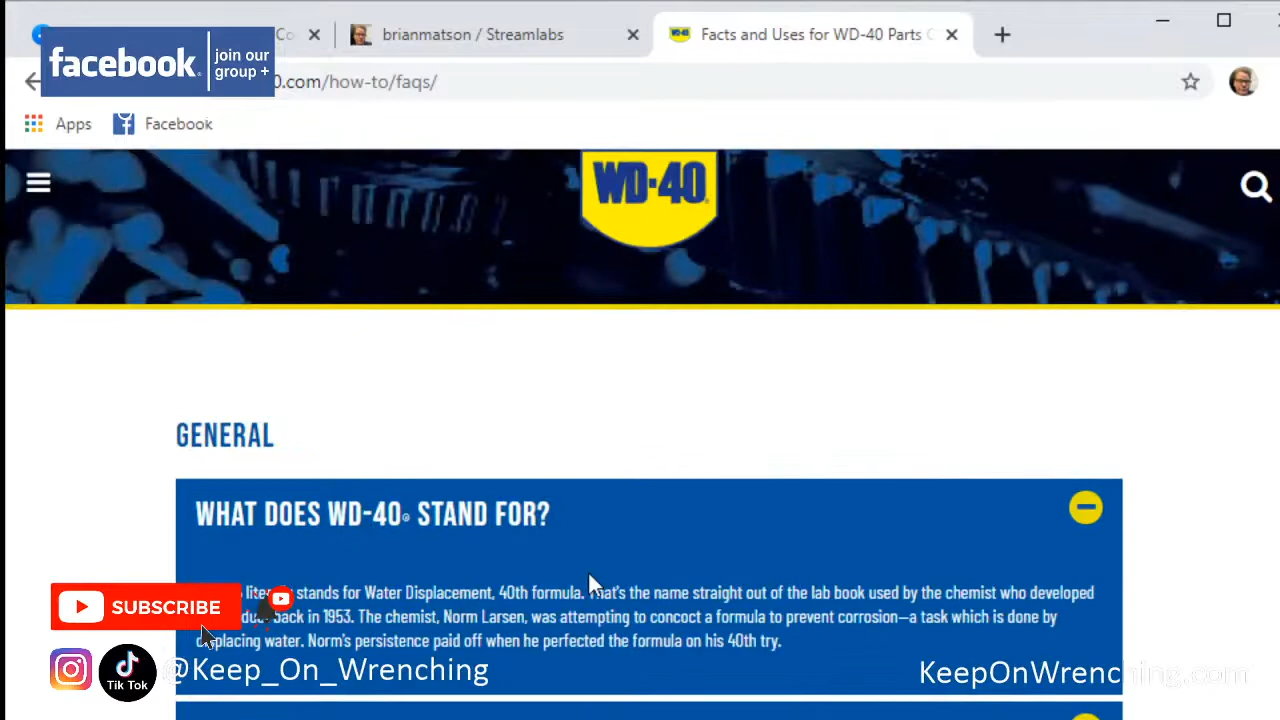 facebook
join our
group +
brianmatson / Streamlabs
Facts and Uses for WD-40 Parts
.com/how-to/faqs/
Apps
Facebook
WD-40
GENERAL
WHAT DOES WD-40® STAND FOR?
stands for Water Displacement, 40th formula. That's the name straight out of the lab book used by the chemist who developed
back in 1953. The chemist, Norm Larsen, was attempting to concoct a formula to prevent corrosion—a task which is done by
displacing water. Norm's persistence paid off when he perfected the formula on his 40th try.
SUBSCRIBE
Tik Tok
@Keep_On_Wrenching
KeepOnWrenching.com